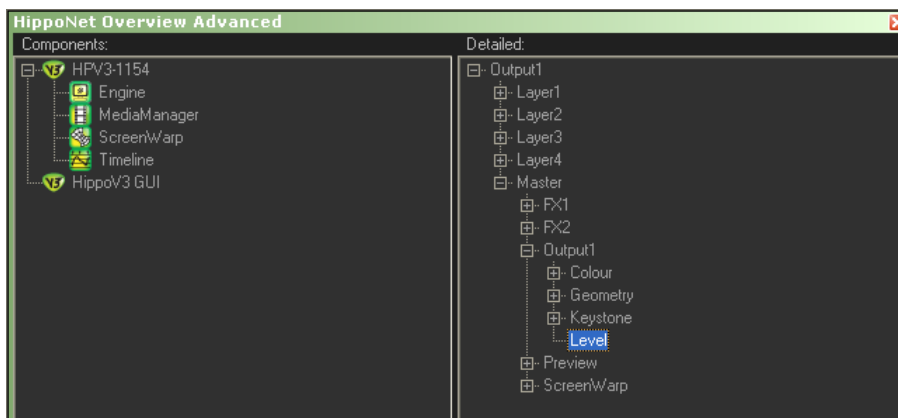 HippoNet Overview Advanced
Components:
HPV3-1154
Engine
MediaManager
ScreenWarp
Timeline
HippoV3 GUI
Detailed:
Output1
Layer1
Layer2
Layer3
Layer4
Master
FX1
FX2
Output1
Colour
Geometry
Keystone
Level
Preview
ScreenWarp